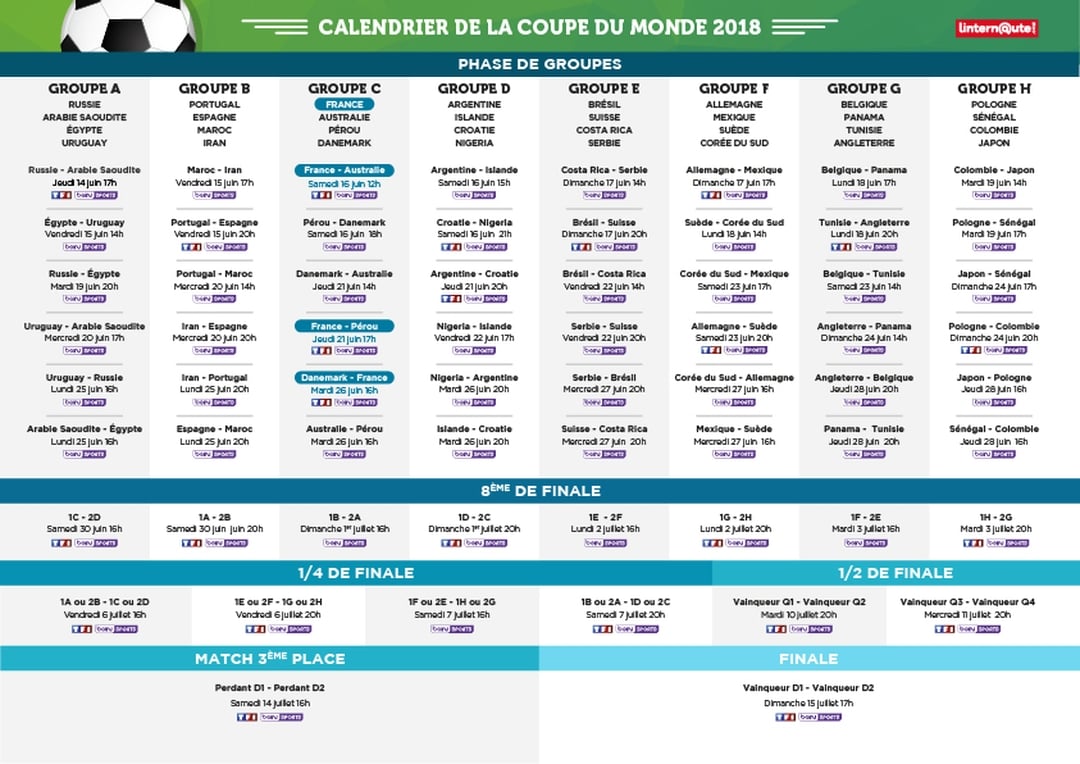 CALENDRIER DE LA COUPE DU MONDE 2018
lintern@ute.com
PHASE DE GROUPES
GROUPE A
RUSSIE
ARABIE SAOUDITE
ÉGYPTE
URUGUAY
Russie - Arabie Saoudite
Jeudi 14 juin 17h
TF1 beIN SPORTS
Égypte - Uruguay
Vendredi 15 juin 14h
beIN SPORTS
Russie - Égypte
Mardi 19 juin 20h
beIN SPORTS
Uruguay - Arabie Saoudite
Mercredi 20 juin 17h
beIN SPORTS
Uruguay - Russie
Lundi 25 juin 16h
beIN SPORTS
Arabie Saoudite - Égypte
Lundi 25 juin 16h
beIN SPORTS
GROUPE B
PORTUGAL
ESPAGNE
MAROC
IRAN
Maroc - Iran
Vendredi 15 juin 17h
beIN SPORTS
Portugal - Espagne
Vendredi 15 juin 20h
TF1 beIN SPORTS
Portugal - Maroc
Mercredi 20 juin 14h
beIN SPORTS
Iran - Espagne
Mercredi 20 juin 20h
beIN SPORTS
Iran - Portugal
Lundi 25 juin 20h
beIN SPORTS
Espagne - Maroc
Lundi 25 juin 20h
beIN SPORTS
GROUPE C
FRANCE
AUSTRALIE
PÉROU
DANEMARK
France - Australie
Samedi 16 juin 12h
TF1 beIN SPORTS
Pérou - Danemark
Samedi 16 juin 18h
beIN SPORTS
Danemark - Australie
Jeudi 21 juin 14h
beIN SPORTS
France - Pérou
Jeudi 21 juin 17h
TF1 beIN SPORTS
Danemark - France
Mardi 26 juin 16h
TF1 beIN SPORTS
Australie - Pérou
Mardi 26 juin 16h
beIN SPORTS
GROUPE D
ARGENTINE
ISLANDE
CROATIE
NIGERIA
Argentine - Islande
Samedi 16 juin 15h
beIN SPORTS
Croatie - Nigeria
Samedi 16 juin 21h
TF1 beIN SPORTS
Argentine - Croatie
Jeudi 21 juin 20h
TF1 beIN SPORTS
Nigeria - Islande
Vendredi 22 juin 17h
beIN SPORTS
Nigeria - Argentine
Mardi 26 juin 20h
beIN SPORTS
Islande - Croatie
Mardi 26 juin 20h
beIN SPORTS
GROUPE E
BRÉSIL
SUISSE
COSTA RICA
SERBIE
Costa Rica - Serbie
Dimanche 17 juin 14h
beIN SPORTS
Brésil - Suisse
Dimanche 17 juin 20h
TF1 beIN SPORTS
Brésil - Costa Rica
Vendredi 22 juin 14h
beIN SPORTS
Serbie - Suisse
Vendredi 22 juin 20h
beIN SPORTS
Serbie - Brésil
Mercredi 27 juin 20h
beIN SPORTS
Suisse - Costa Rica
Mercredi 27 juin 20h
beIN SPORTS
GROUPE F
ALLEMAGNE
MEXIQUE
SUÈDE
CORÉE DU SUD
Allemagne - Mexique
Dimanche 17 juin 17h
TF1 beIN SPORTS
Suède - Corée du Sud
Lundi 18 juin 14h
beIN SPORTS
Corée du Sud - Mexique
Samedi 23 juin 17h
beIN SPORTS
Allemagne - Suède
Samedi 23 juin 20h
TF1 beIN SPORTS
Corée du Sud - Allemagne
Mercredi 27 juin 16h
beIN SPORTS
Mexique - Suède
Mercredi 27 juin 16h
beIN SPORTS
GROUPE G
BELGIQUE
PANAMA
TUNISIE
ANGLETERRE
Belgique - Panama
Lundi 18 juin 17h
beIN SPORTS
Tunisie - Angleterre
Lundi 18 juin 20h
TF1 beIN SPORTS
Belgique - Tunisie
Samedi 23 juin 14h
beIN SPORTS
Angleterre - Panama
Dimanche 24 juin 14h
beIN SPORTS
Angleterre - Belgique
Jeudi 28 juin 20h
beIN SPORTS
Panama - Tunisie
Jeudi 28 juin 20h
beIN SPORTS
GROUPE H
POLOGNE
SÉNÉGAL
COLOMBIE
JAPON
Colombie - Japon
Mardi 19 juin 14h
beIN SPORTS
Pologne - Sénégal
Mardi 19 juin 17h
beIN SPORTS
Japon - Sénégal
Dimanche 24 juin 17h
beIN SPORTS
Pologne - Colombie
Dimanche 24 juin 20h
TF1 beIN SPORTS
Japon - Pologne
Jeudi 28 juin 16h
beIN SPORTS
Sénégal - Colombie
Jeudi 28 juin 16h
beIN SPORTS
8ÈME DE FINALE
1C - 2D
Samedi 30 juin 16h
TF1 beIN SPORTS
1A - 2B
Samedi 30 juin juin 20h
TF1 beIN SPORTS
1B - 2A
Dimanche 1er juillet 16h
beIN SPORTS
1D - 2C
Dimanche 1er juillet 20h
TF1 beIN SPORTS
1E - 2F
Lundi 2 juillet 16h
beIN SPORTS
1G - 2H
Lundi 2 juillet 20h
TF1 beIN SPORTS
1F - 2E
Mardi 3 juillet 16h
beIN SPORTS
1H - 2G
Mardi 3 juillet 20h
TF1 beIN SPORTS
1/4 DE FINALE
1A ou 2B - 1C ou 2D
Vendredi 6 juillet 16h
TF1 beIN SPORTS
1E ou 2F - 1G ou 2H
Vendredi 6 juillet 20h
TF1 beIN SPORTS
1F ou 2E - 1H ou 2G
Samedi 7 juillet 16h
beIN SPORTS
1B ou 2A - 1D ou 2C
Samedi 7 juillet 20h
TF1 beIN SPORTS
1/2 DE FINALE
Vainqueur Q1 - Vainqueur Q2
Mardi 10 juillet 20h
TF1 beIN SPORTS
Vainqueur Q3 - Vainqueur Q4
Mercredi 11 juillet 20h
TF1 beIN SPORTS
MATCH 3ÈME PLACE
Perdant D1 - Perdant D2
Samedi 14 juillet 16h
TF1 beIN SPORTS
FINALE
Vainqueur D1 - Vainqueur D2
Dimanche 15 juillet 17h
TF1 beIN SPORTS